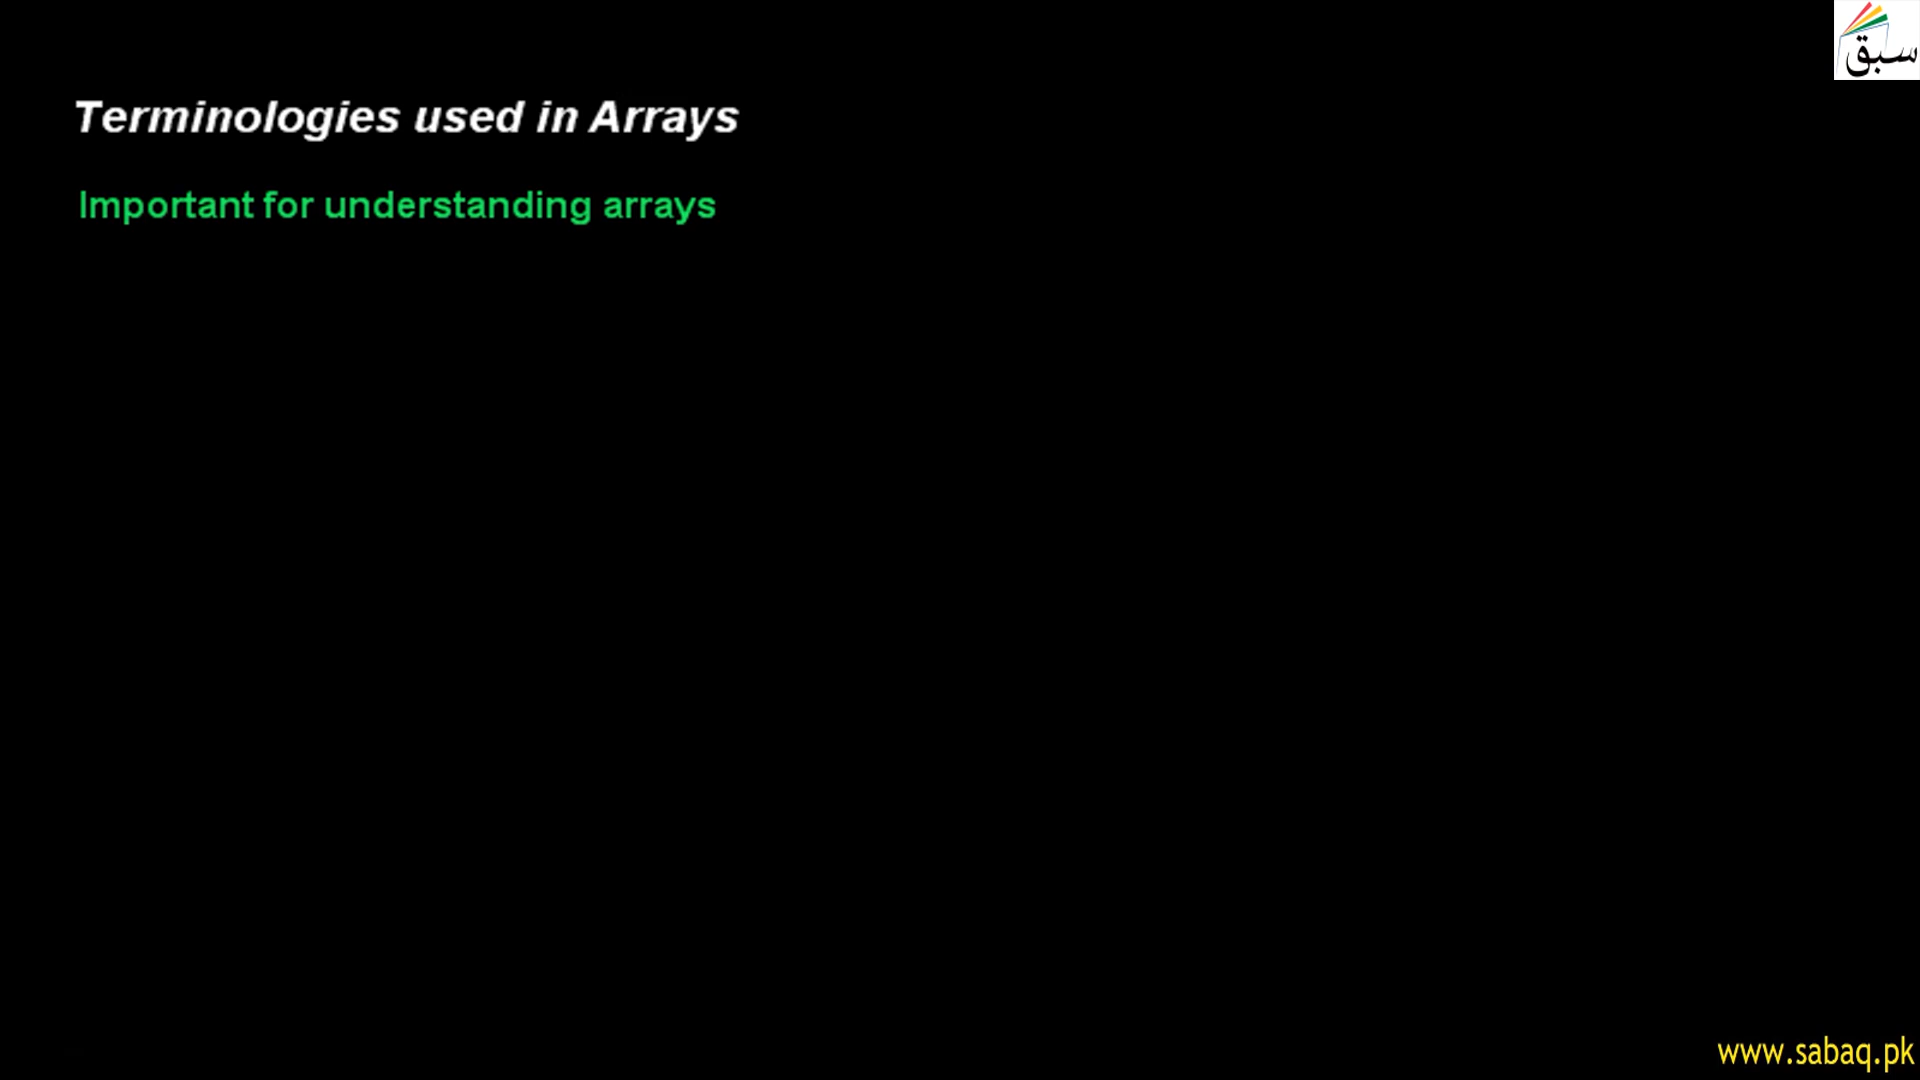 سبق
Terminologies used in Arrays
Important for understanding arrays
www.sabaq.pk